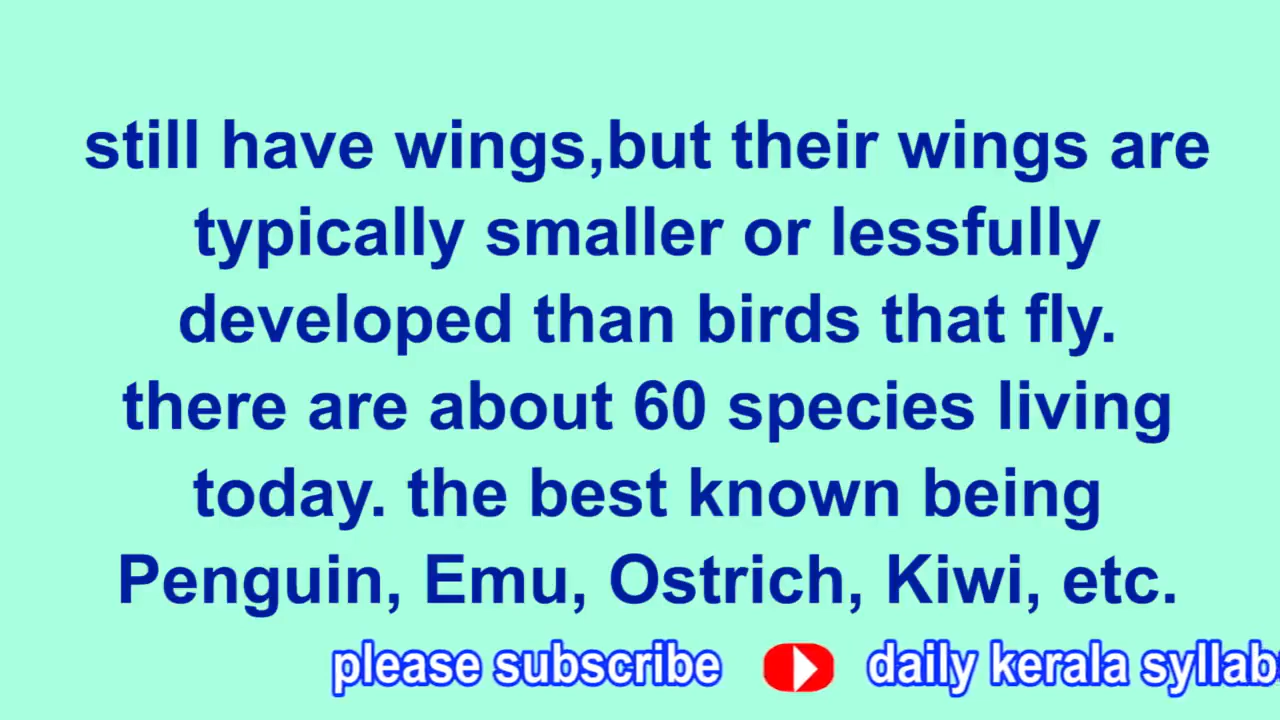 still have wings,but their wings are
typically smaller or lessfully
developed than birds that fly.
there are about 60 species living
today. the best known being
Penguin, Emu, Ostrich, Kiwi, etc.
please subscribe daily kerala